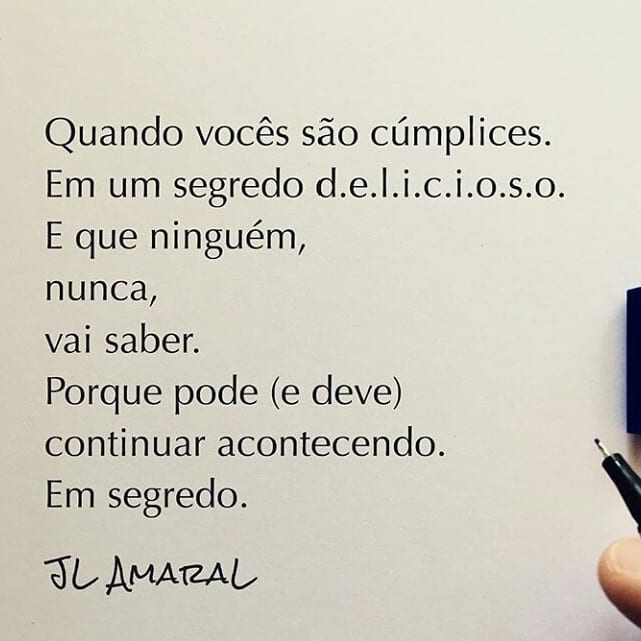 Quando vocês são cúmplices.
Em um segredo d.e.l.i.c.i.o.s.o.
E que ninguém,
nunca,
vai saber.
Porque pode (e deve)
continuar acontecendo.
Em segredo.
JL AMARAL